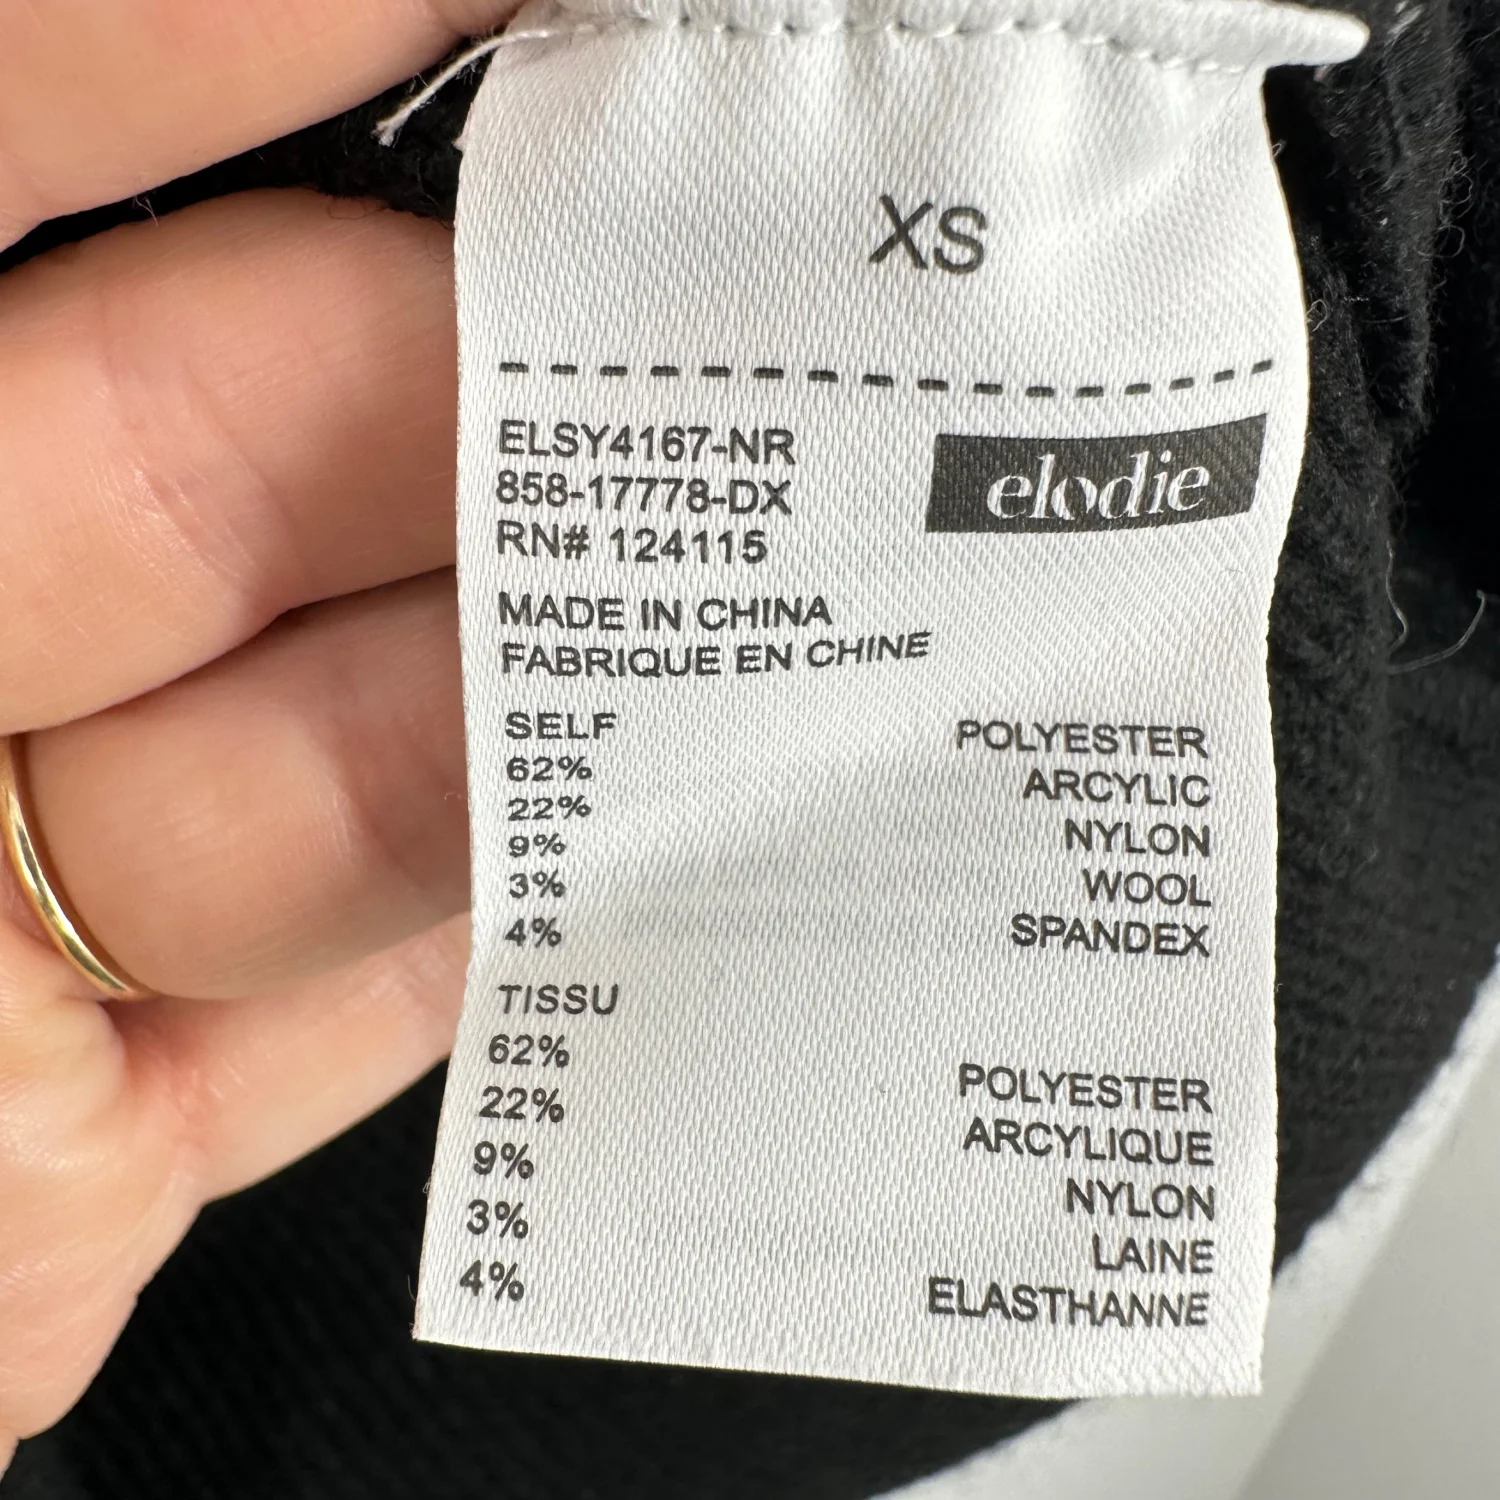 XS
ELSY4167-NR
858-17778-DX
RN# 124115
elodie
MADE IN CHINA
FABRIQUE EN CHINE
SELF
62% POLYESTER
22% ARCYLIC
9% NYLON
3% WOOL
4% SPANDEX
TISSU
62% POLYESTER
22% ARCYLIQUE
9% NYLON
3% LAINE
4% ELASTHANNE